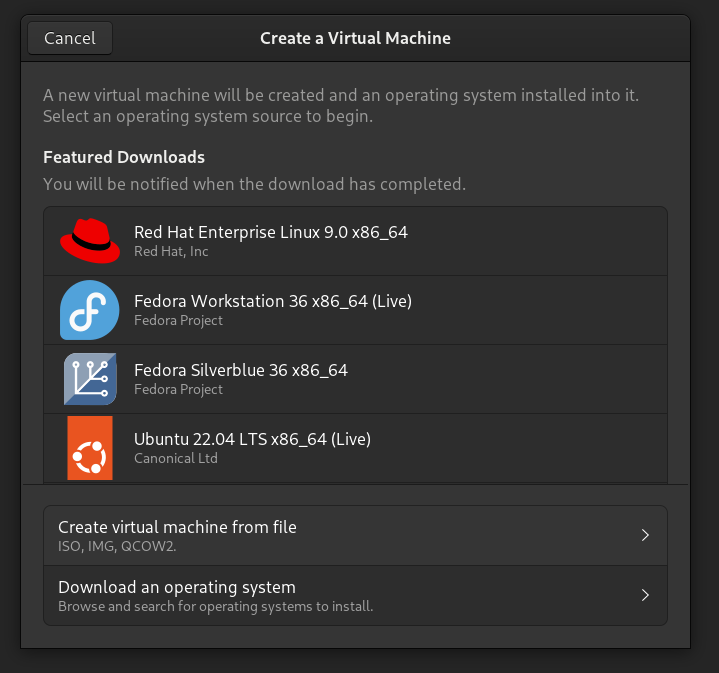 Cancel
Create a Virtual Machine
A new virtual machine will be created and an operating system installed into it.
Select an operating system source to begin.
Featured Downloads
You will be notified when the download has completed.
Red Hat Enterprise Linux 9.0 x86_64
Red Hat, Inc
Fedora Workstation 36 x86_64 (Live)
Fedora Project
Fedora Silverblue 36 x86_64
Fedora Project
Ubuntu 22.04 LTS x86_64 (Live)
Canonical Ltd
Create virtual machine from file
ISO, IMG, QCOW2.
Download an operating system
Browse and search for operating systems to install.